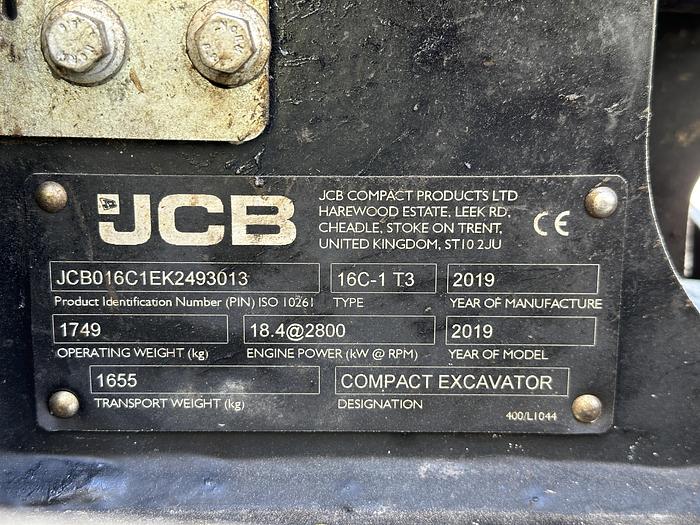 JCB
JCB COMPACT PRODUCTS LTD
HAREWOOD ESTATE, LEEK RD,
CHEADLE, STOKE ON TRENT,
UNITED KINGDOM, ST10 2JU
CE
JCB016C1EK2493013 16C-1 T3 2019
Product Identification Number (PIN) ISO 10261 TYPE YEAR OF MANUFACTURE
1749 18.4@2800 2019
OPERATING WEIGHT (kg) ENGINE POWER (kW @ RPM) YEAR OF MODEL
1655 COMPACT EXCAVATOR
TRANSPORT WEIGHT (kg) DESIGNATION
400/L1044